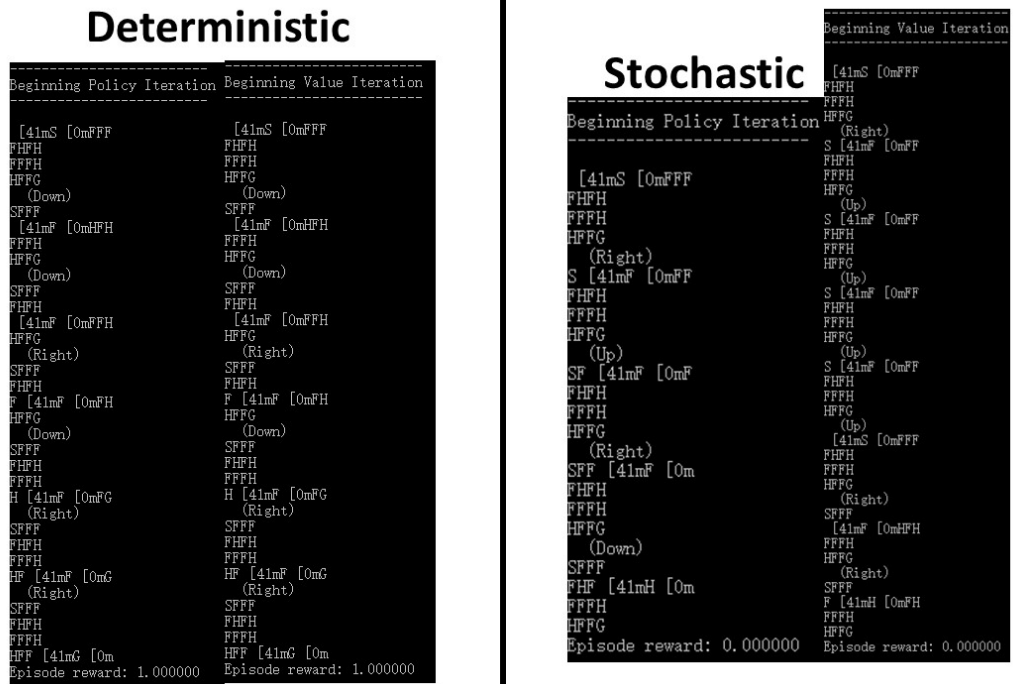 Deterministic
-------------------------
Beginning Policy Iteration
-------------------------
[41mS [0mFFF
FHFH
FFFH
HFFG
(Down)
SFFF
[41mF [0mHFH
FFFH
HFFG
(Down)
SFFF
FHFH
[41mF [0mFFH
HFFG
(Right)
SFFF
FHFH
F [41mF [0mFH
HFFG
(Down)
SFFF
FHFH
FFFH
H [41mF [0mFG
(Right)
SFFF
FHFH
FFFH
HF [41mF [0mG
(Right)
SFFF
FHFH
FFFH
HFF [41mG [0m
Episode reward: 1.000000
-------------------------
Beginning Value Iteration
-------------------------
[41mS [0mFFF
FHFH
FFFH
HFFG
(Down)
SFFF
[41mF [0mHFH
FFFH
HFFG
(Down)
SFFF
FHFH
[41mF [0mFFH
HFFG
(Right)
SFFF
FHFH
F [41mF [0mFH
HFFG
(Down)
SFFF
FHFH
FFFH
H [41mF [0mFG
(Right)
SFFF
FHFH
FFFH
HF [41mF [0mG
(Right)
SFFF
FHFH
FFFH
HFF [41mG [0m
Episode reward: 1.000000
Stochastic
-------------------------
Beginning Policy Iteration
-------------------------
[41mS [0mFFF
FHFH
FFFH
HFFG
(Right)
S [41mF [0mFF
FHFH
FFFH
HFFG
(Up)
SF [41mF [0mF
FHFH
FFFH
HFFG
(Right)
SFF [41mF [0m
FHFH
FFFH
HFFG
(Down)
SFFF
FHF [41mH [0m
FFFH
HFFG
Episode reward: 0.000000
-------------------------
Beginning Value Iteration
-------------------------
[41mS [0mFFF
FHFH
FFFH
HFFG
(Right)
S [41mF [0mFF
FHFH
FFFH
HFFG
(Up)
S [41mF [0mFF
FHFH
FFFH
HFFG
(Up)
S [41mF [0mFF
FHFH
FFFH
HFFG
(Up)
S [41mF [0mFF
FHFH
FFFH
HFFG
(Up)
[41mS [0mFFF
FHFH
FFFH
HFFG
(Right)
SFFF
[41mF [0mHFH
FFFH
HFFG
(Right)
SFFF
F [41mH [0mFH
FFFH
HFFG
Episode reward: 0.000000